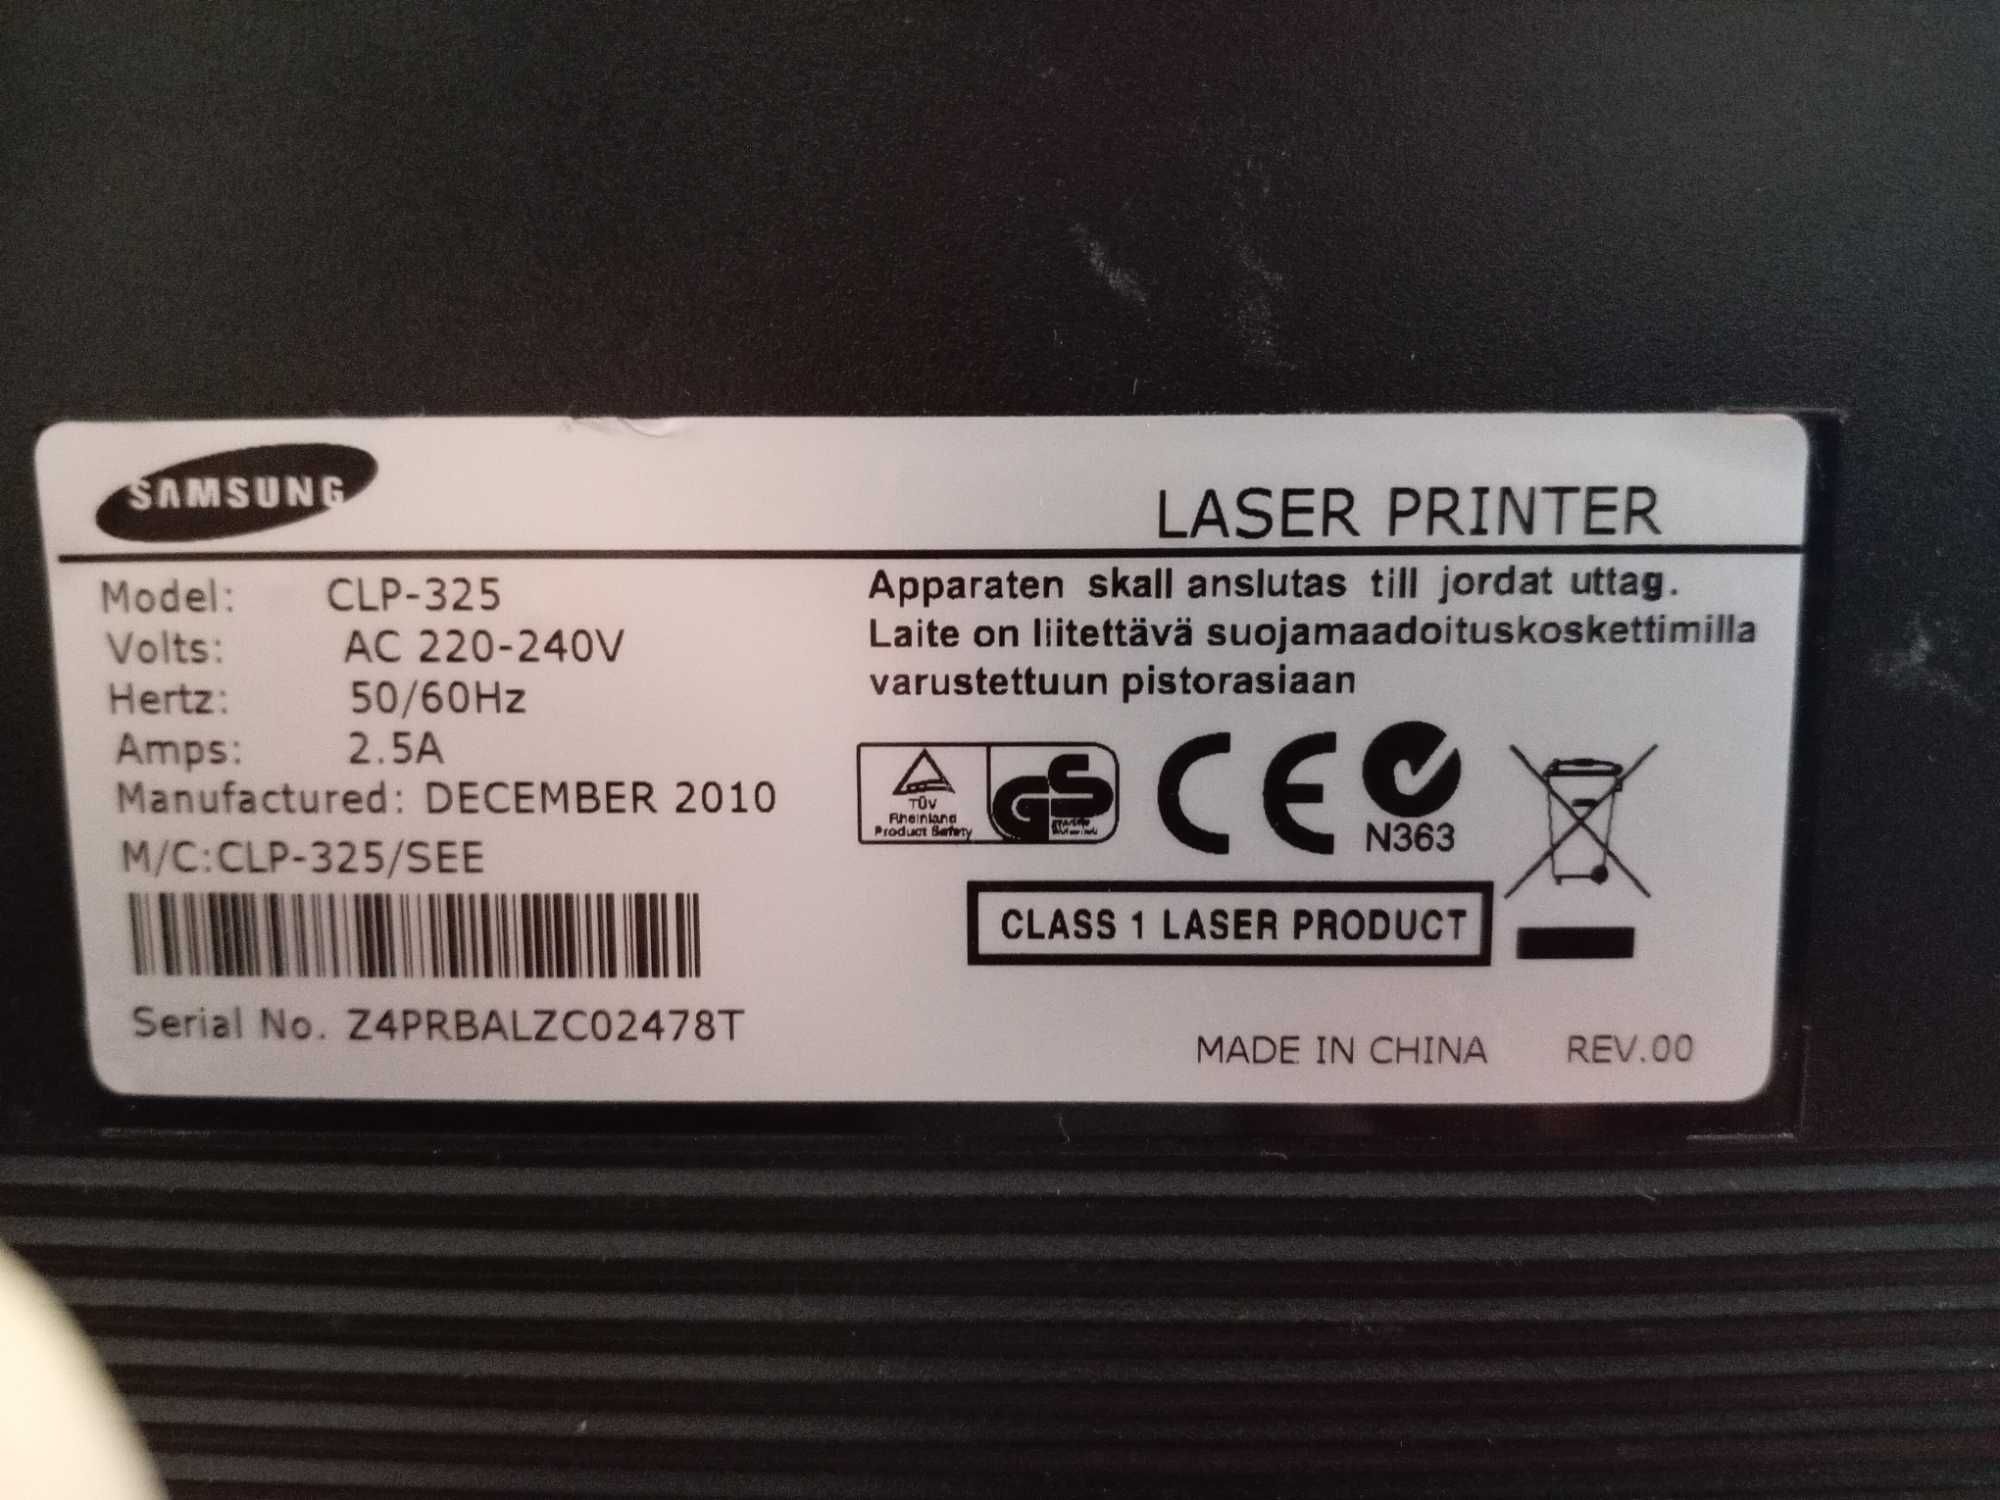 SAMSUNG
LASER PRINTER
Model: CLP-325
Volts: AC 220-240V
Hertz: 50/60Hz
Amps: 2.5A
Manufactured: DECEMBER 2010
M/C:CLP-325/SEE
Serial No. Z4PRBALZC02478T
Apparaten skall anslutas till jordat uttag.
Laite on liitettävä suojamaadoituskoskettimilla
varustettuun pistorasiaan
TÜV
Rheinland
Product Safety
GS
CE
N363
CLASS 1 LASER PRODUCT
MADE IN CHINA REV.00